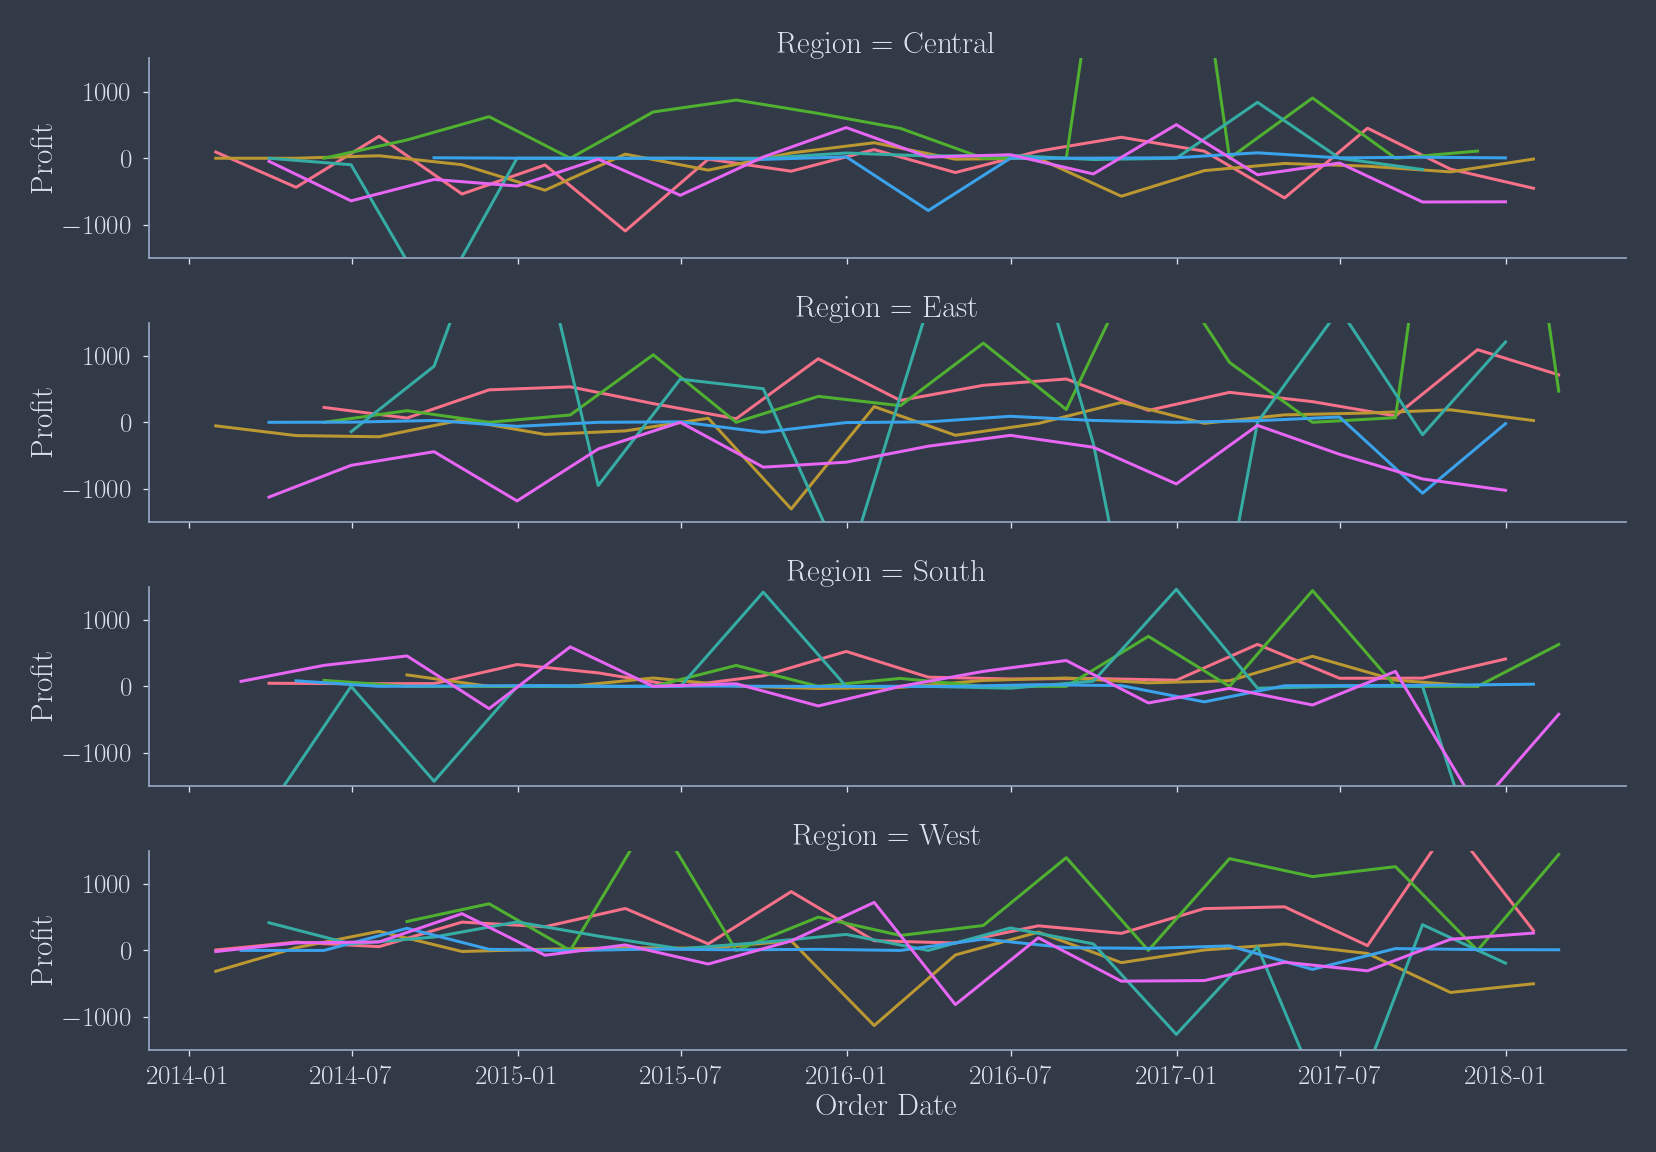 Region = Central
Profit
1000
0
−1000
Region = East
Profit
1000
0
−1000
Region = South
Profit
1000
0
−1000
Region = West
Profit
1000
0
−1000
2014-01 2014-07 2015-01 2015-07 2016-01 2016-07 2017-01 2017-07 2018-01
Order Date